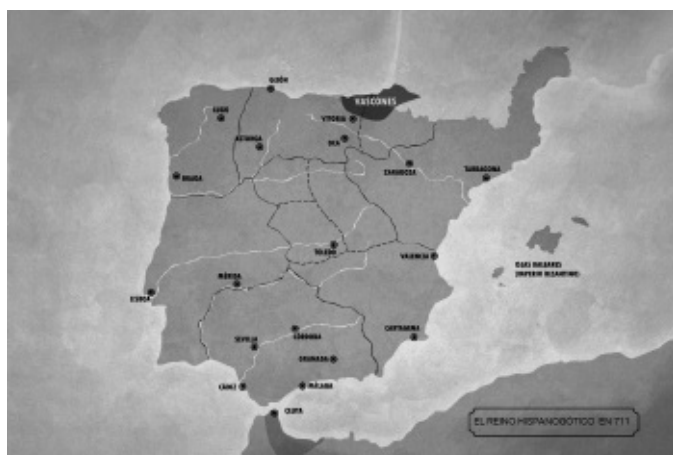 GIJÓN
VASCONES
LUGO
VITORIA
ASTORGA
OCA
ZARAGOZA
TARRAGONA
BRAGA
TOLEDO
VALENCIA
ISLAS BALEARES
(IMPERIO BIZANTINO)
MÉRIDA
LISBOA
CÓRDOBA
CARTAGENA
SEVILLA
GRANADA
CÁDIZ
MÁLAGA
CEUTA
EL REINO HISPANOGÓTICO EN 711